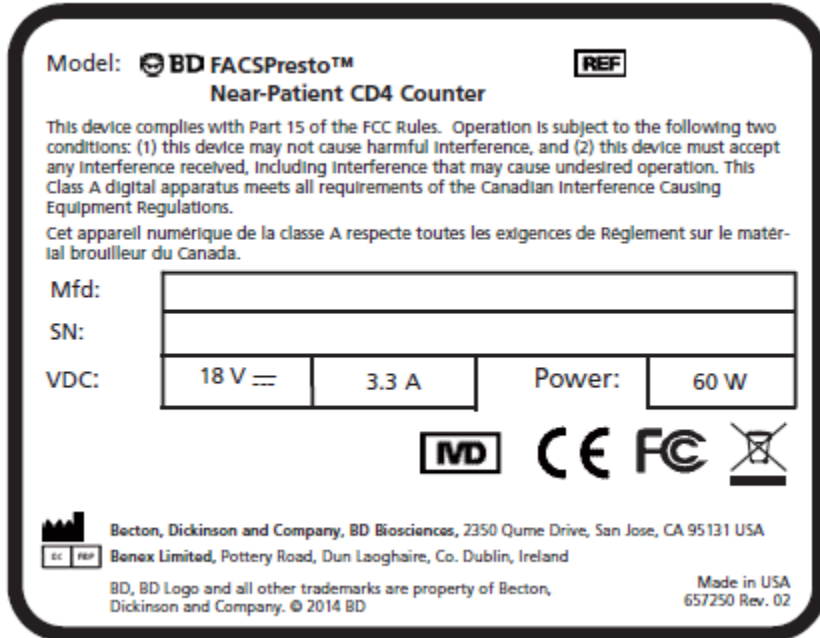 Model: BD FACSPresto™ REF
Near-Patient CD4 Counter
This device complies with Part 15 of the FCC Rules. Operation is subject to the following two
conditions: (1) this device may not cause harmful interference, and (2) this device must accept
any interference received, including interference that may cause undesired operation. This
Class A digital apparatus meets all requirements of the Canadian Interference Causing
Equipment Regulations.
Cet appareil numérique de la classe A respecte toutes les exigences de Réglement sur le matér-
ial brouilleur du Canada.
Mfd:
SN:
VDC: 18 V 3.3 A Power: 60 W
IVD CE FC
Becton, Dickinson and Company, BD Biosciences, 2350 Qume Drive, San Jose, CA 95131 USA
EC REP Benex Limited, Pottery Road, Dun Laoghaire, Co. Dublin, Ireland
BD, BD Logo and all other trademarks are property of Becton,
Dickinson and Company. © 2014 BD
Made in USA
657250 Rev. 02